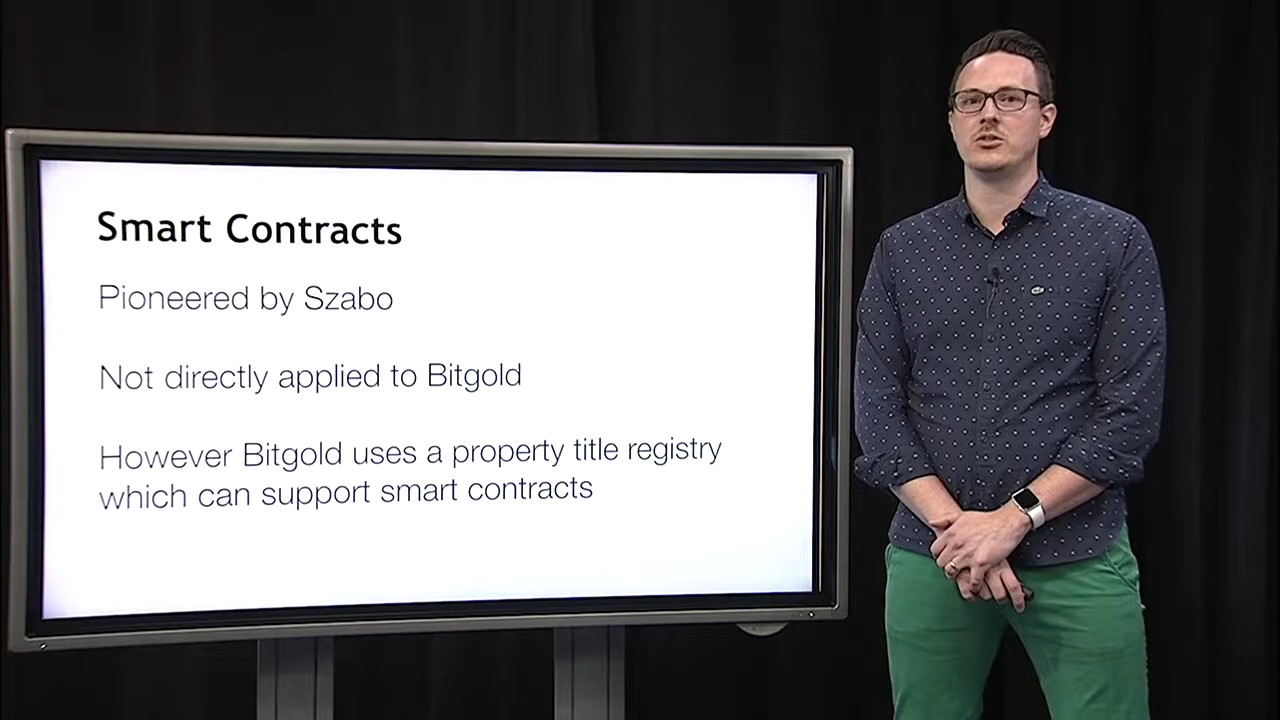 Smart Contracts
Pioneered by Szabo
Not directly applied to Bitgold
However Bitgold uses a property title registry
which can support smart contracts